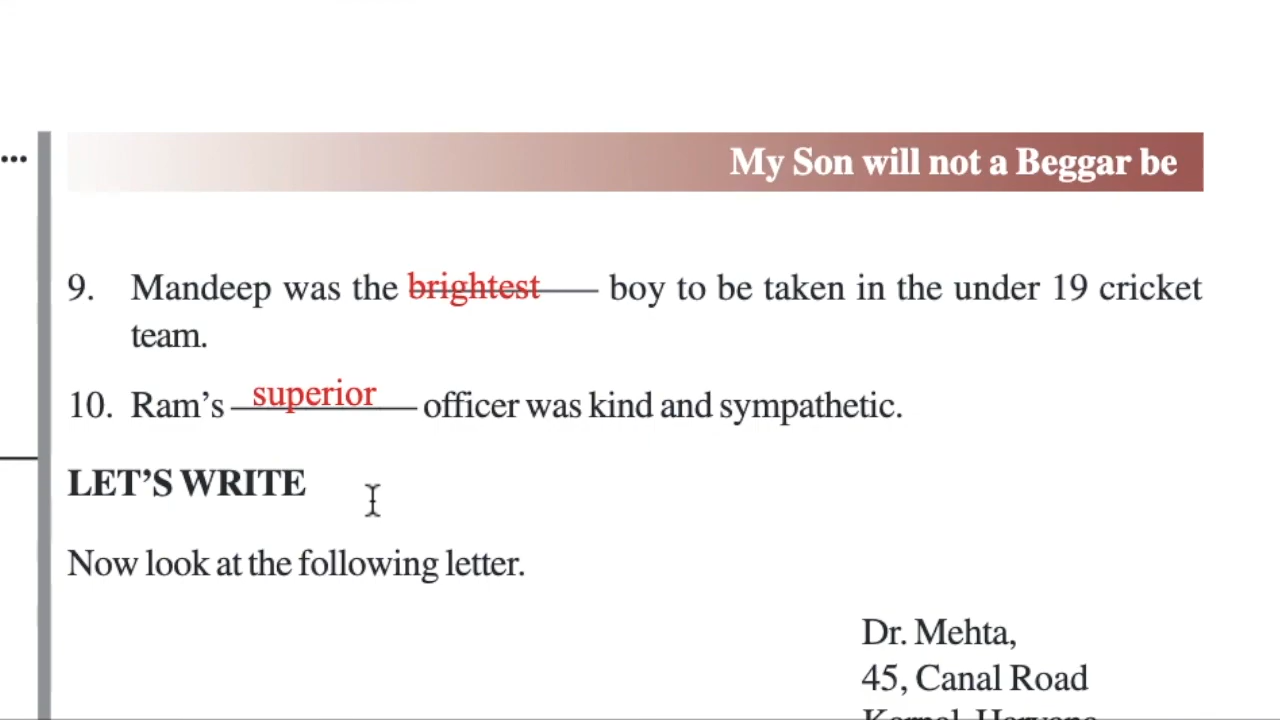 My Son will not a Beggar be
9. Mandeep was the brightest boy to be taken in the under 19 cricket
team.
10. Ram's superior officer was kind and sympathetic.
LET'S WRITE
Now look at the following letter.
Dr. Mehta,
45, Canal Road